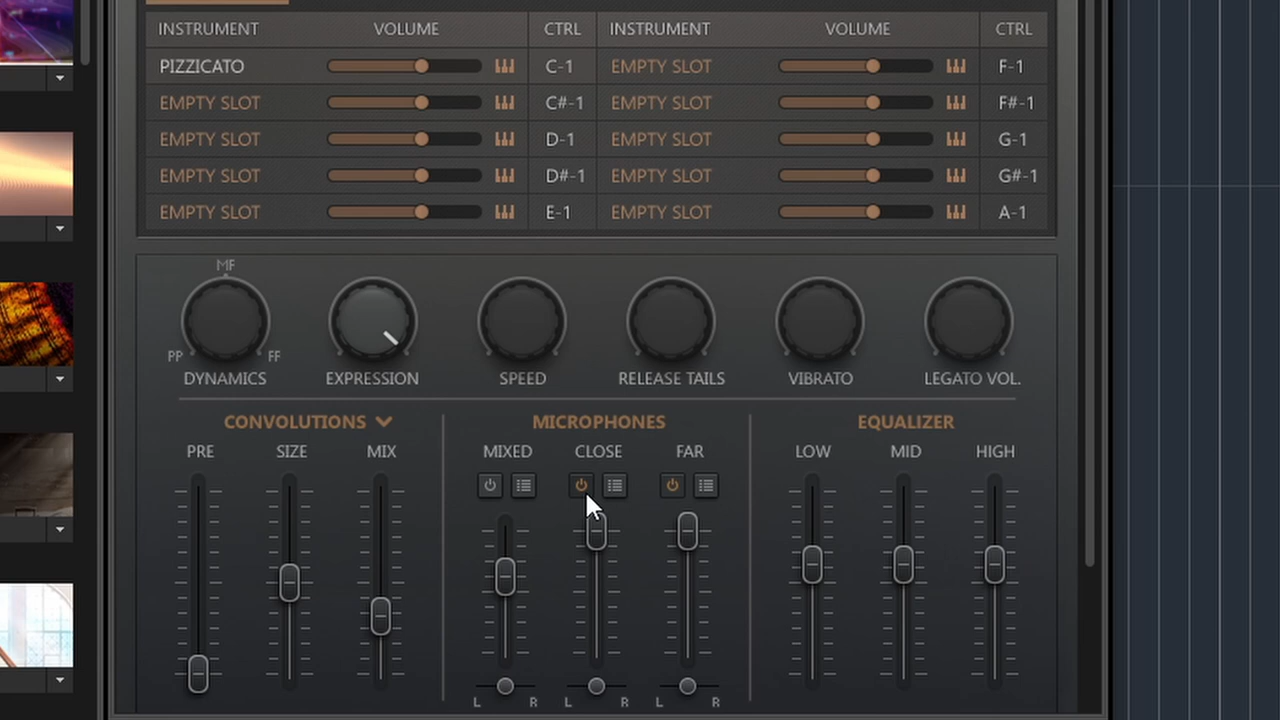 INSTRUMENT VOLUME CTRL INSTRUMENT VOLUME CTRL
PIZZICATO C-1 EMPTY SLOT F-1
EMPTY SLOT C#-1 EMPTY SLOT F#-1
EMPTY SLOT D-1 EMPTY SLOT G-1
EMPTY SLOT D#-1 EMPTY SLOT G#-1
EMPTY SLOT E-1 EMPTY SLOT A-1
MF
PP FF
DYNAMICS EXPRESSION SPEED RELEASE TAILS VIBRATO LEGATO VOL.
CONVOLUTIONS MICROPHONES EQUALIZER
PRE SIZE MIX MIXED CLOSE FAR LOW MID HIGH
L R L R L R